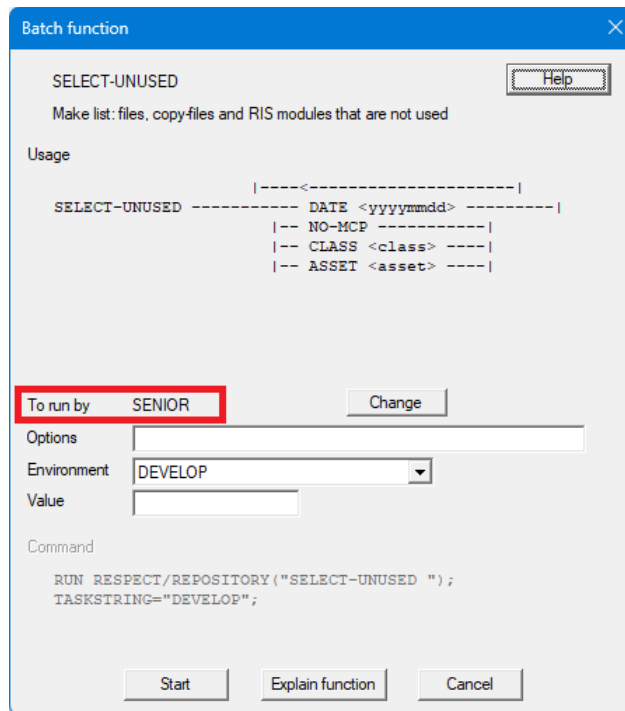 Batch function
SELECT-UNUSED
Help
Make list: files, copy-files and RIS modules that are not used
Usage
|----<---------------------|
SELECT-UNUSED ----------- DATE <yyyymmdd> ---------|
|-- NO-MCP -----------|
|-- CLASS <class> ----|
|-- ASSET <asset> ----|
To run by SENIOR
Change
Options
Environment DEVELOP
Value
Command
RUN RESPECT/REPOSITORY("SELECT-UNUSED ");
TASKSTRING="DEVELOP";
Start Explain function Cancel